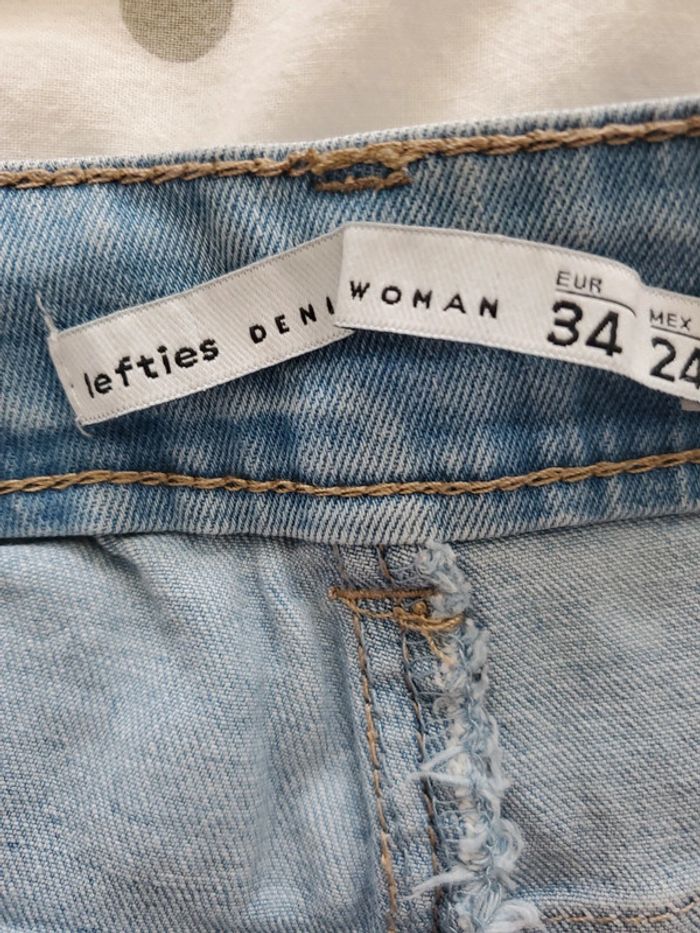 lefties DENI
WOMAN
EUR
34
MEX
24